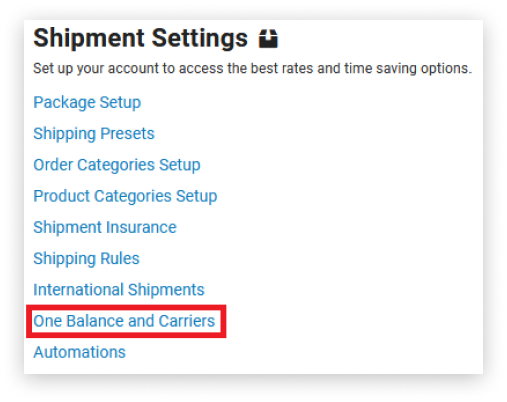 Shipment Settings
Set up your account to access the best rates and time saving options.
Package Setup
Shipping Presets
Order Categories Setup
Product Categories Setup
Shipment Insurance
Shipping Rules
International Shipments
One Balance and Carriers
Automations